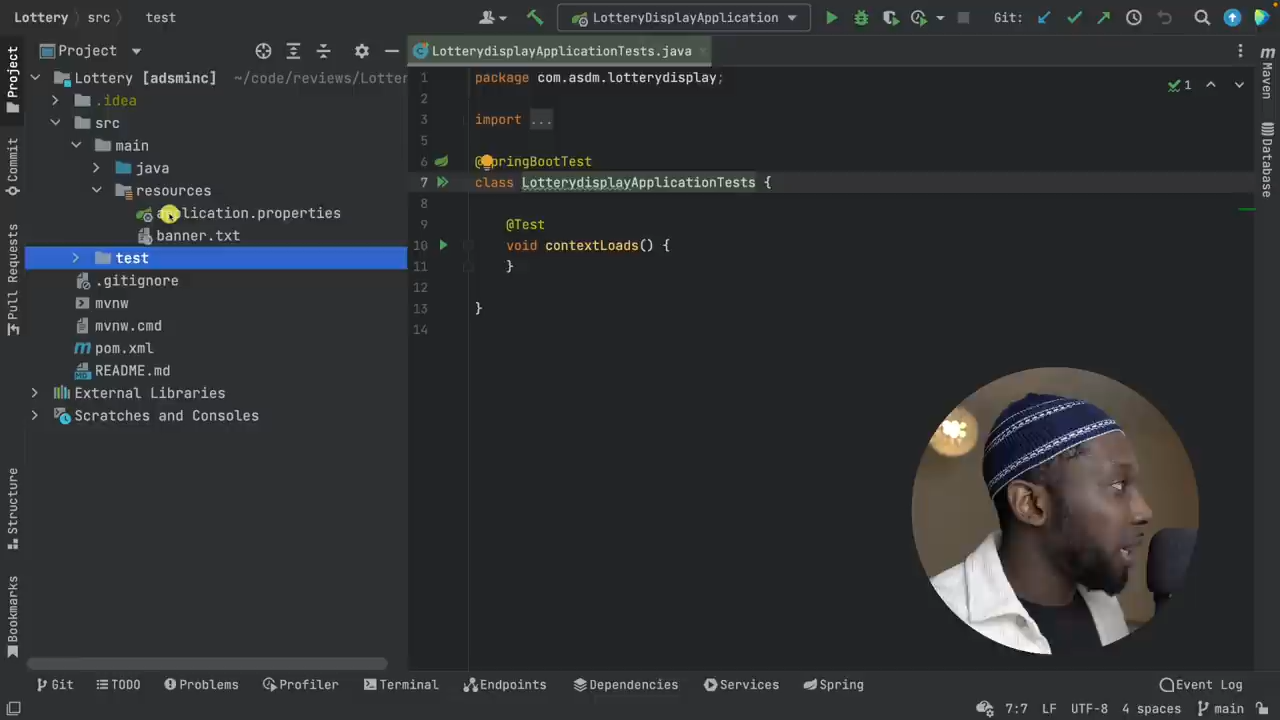 Lottery src test
LotteryDisplayApplication
Git:
Project
Project
LotterydisplayApplicationTests.java
Lottery [adsminc] ~/code/reviews/Lotter
.idea
src
main
java
resources
application.properties
banner.txt
test
.gitignore
mvnw
mvnw.cmd
pom.xml
README.md
External Libraries
Scratches and Consoles
Commit
Pull Requests
Structure
Bookmarks
1 package com.asdm.lotterydisplay;
2
3 import ...
5
6 @SpringBootTest
7 class LotterydisplayApplicationTests {
8
9 @Test
10 void contextLoads() {
11 }
12
13 }
14
1
Maven
Database
Git TODO Problems Profiler Terminal Endpoints Dependencies Services Spring Event Log
7:7 LF UTF-8 4 spaces main